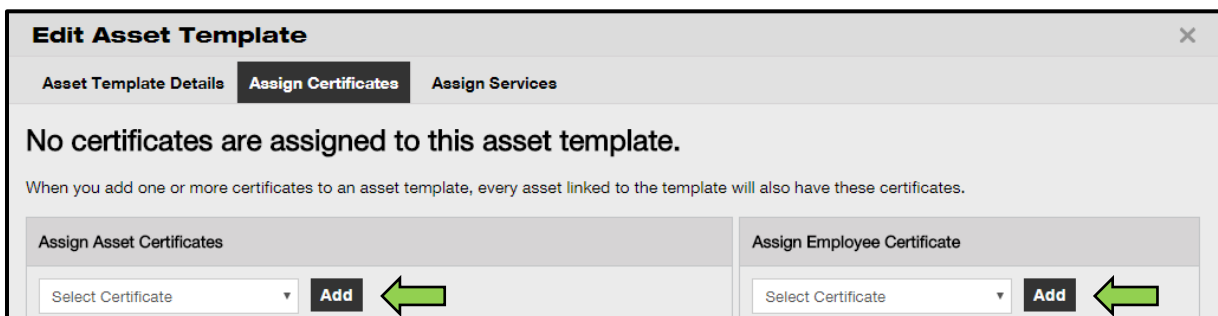 Edit Asset Template
Asset Template Details Assign Certificates Assign Services
No certificates are assigned to this asset template.
When you add one or more certificates to an asset template, every asset linked to the template will also have these certificates.
Assign Asset Certificates Assign Employee Certificate
Select Certificate Add Select Certificate Add